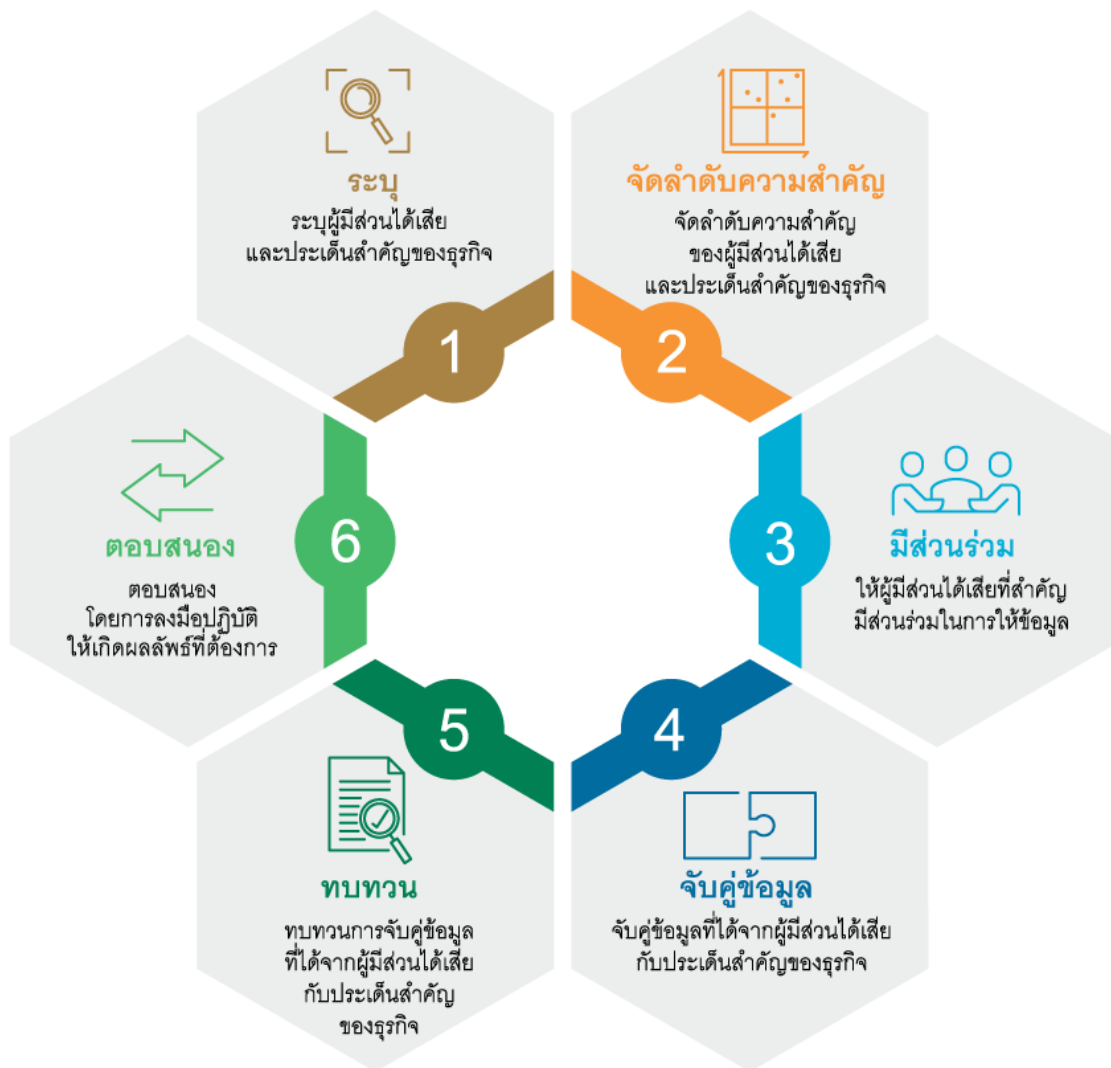 1
ระบุ
ระบุผู้มีส่วนได้เสีย
และประเด็นสำคัญของธุรกิจ
2
จัดลำดับความสำคัญ
จัดลำดับความสำคัญ
ของผู้มีส่วนได้เสีย
และประเด็นสำคัญของธุรกิจ
3
มีส่วนร่วม
ให้ผู้มีส่วนได้เสียที่สำคัญ
มีส่วนร่วมในการให้ข้อมูล
4
จับคู่ข้อมูล
จับคู่ข้อมูลที่ได้จากผู้มีส่วนได้เสีย
กับประเด็นสำคัญของธุรกิจ
5
ทบทวน
ทบทวนการจับคู่ข้อมูล
ที่ได้จากผู้มีส่วนได้เสีย
กับประเด็นสำคัญ
ของธุรกิจ
6
ตอบสนอง
ตอบสนอง
โดยการลงมือปฏิบัติ
ให้เกิดผลลัพธ์ที่ต้องการ